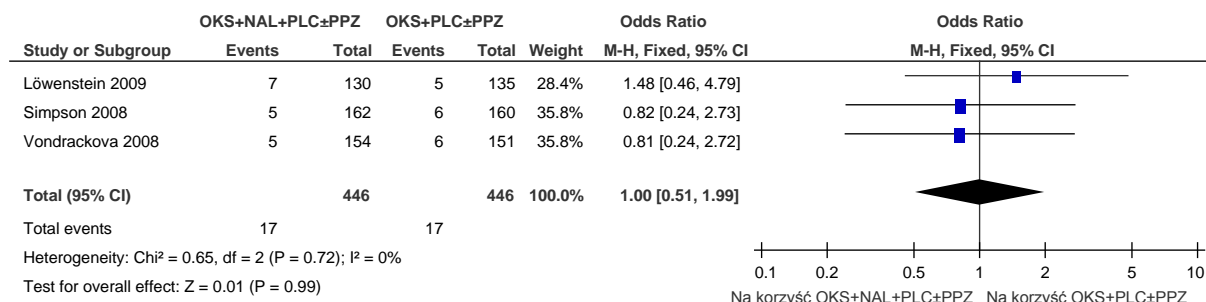 OKS+NAL+PLC±PPZ OKS+PLC±PPZ Odds Ratio Odds Ratio
Study or Subgroup Events Total Events Total Weight M-H, Fixed, 95% CI M-H, Fixed, 95% CI
Löwenstein 2009 7 130 5 135 28.4% 1.48 [0.46, 4.79]
Simpson 2008 5 162 6 160 35.8% 0.82 [0.24, 2.73]
Vondrackova 2008 5 154 6 151 35.8% 0.81 [0.24, 2.72]
Total (95% CI) 446 446 100.0% 1.00 [0.51, 1.99]
Total events 17 17
Heterogeneity: Chi² = 0.65, df = 2 (P = 0.72); I² = 0%
Test for overall effect: Z = 0.01 (P = 0.99)
0.1 0.2 0.5 1 2 5 10
Na korzyść OKS+NAL+PLC±PPZ Na korzyść OKS+PLC±PPZ